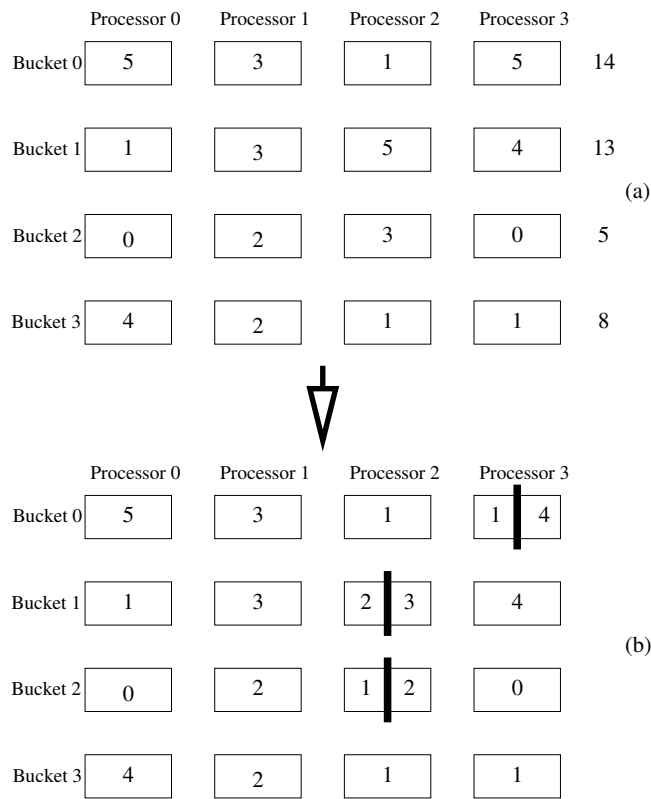 Processor 0 Processor 1 Processor 2 Processor 3
Bucket 0 5 3 1 5 14
Bucket 1 1 3 5 4 13
(a)
Bucket 2 0 2 3 0 5
Bucket 3 4 2 1 1 8
Processor 0 Processor 1 Processor 2 Processor 3
Bucket 0 5 3 1 1 4
Bucket 1 1 3 2 3 4
(b)
Bucket 2 0 2 1 2 0
Bucket 3 4 2 1 1